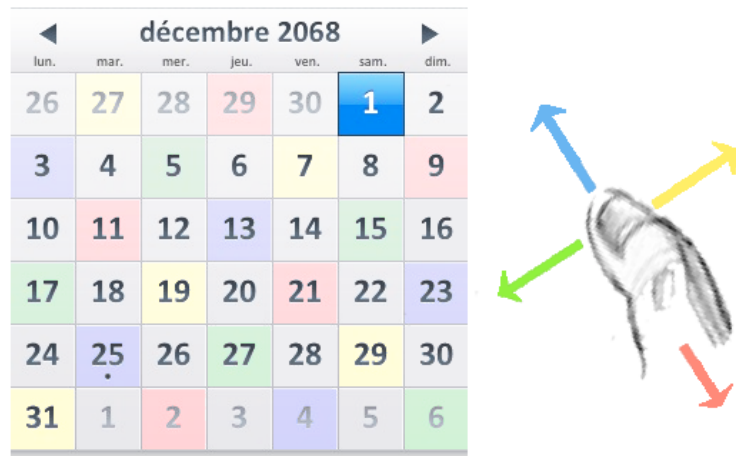 décembre 2068
lun. mar. mer. jeu. ven. sam. dim.
26 27 28 29 30 1 2
3 4 5 6 7 8 9
10 11 12 13 14 15 16
17 18 19 20 21 22 23
24 25 26 27 28 29 30
31 1 2 3 4 5 6